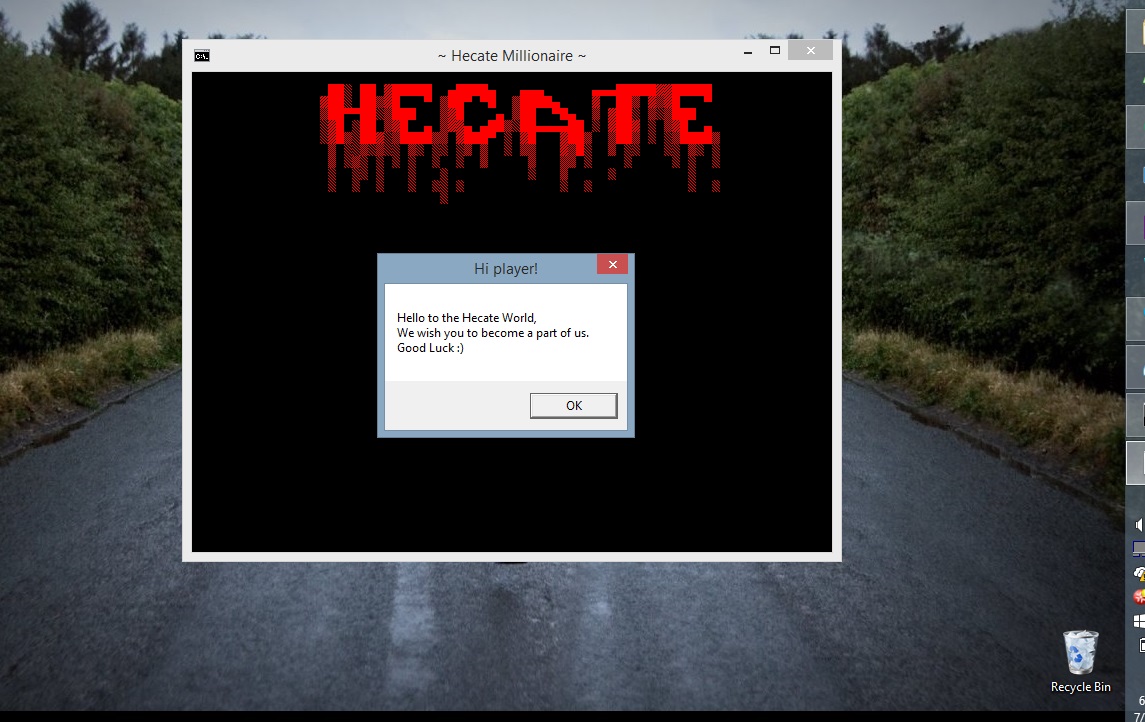 ~ Hecate Millionaire ~
HECATE
Hi player!
Hello to the Hecate World,
We wish you to become a part of us.
Good Luck :)
OK
Recycle Bin